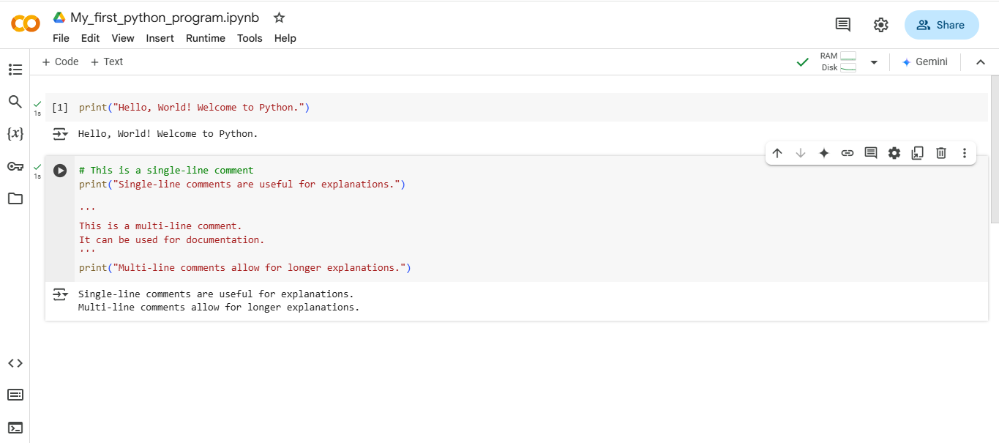 My_first_python_program.ipynb
File Edit View Insert Runtime Tools Help
Share
+ Code + Text
RAM
Disk
Gemini
{x}
1s
[1] print("Hello, World! Welcome to Python.")
Hello, World! Welcome to Python.
1s
# This is a single-line comment
print("Single-line comments are useful for explanations.")
'''
This is a multi-line comment.
It can be used for documentation.
'''
print("Multi-line comments allow for longer explanations.")
Single-line comments are useful for explanations.
Multi-line comments allow for longer explanations.